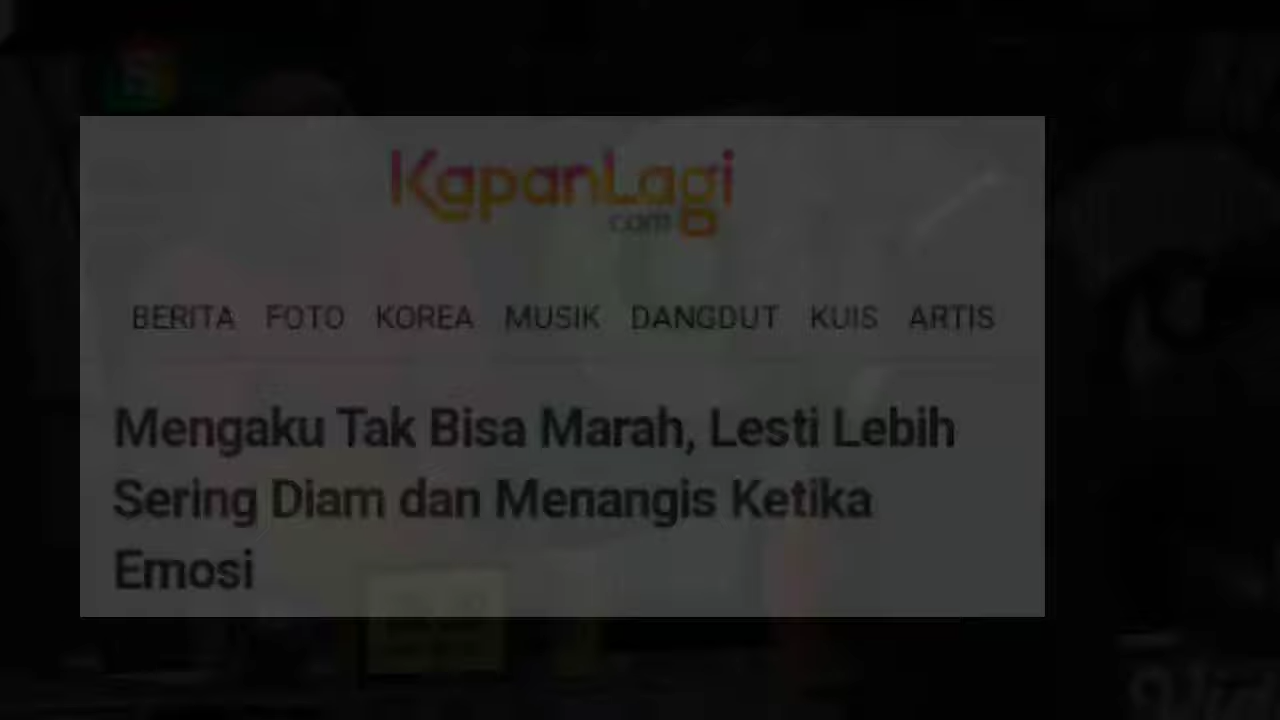 KapanLagi
com
BERITA FOTO KOREA MUSIK DANGDUT KUIS ARTIS
Mengaku Tak Bisa Marah, Lesti Lebih
Sering Diam dan Menangis Ketika
Emosi